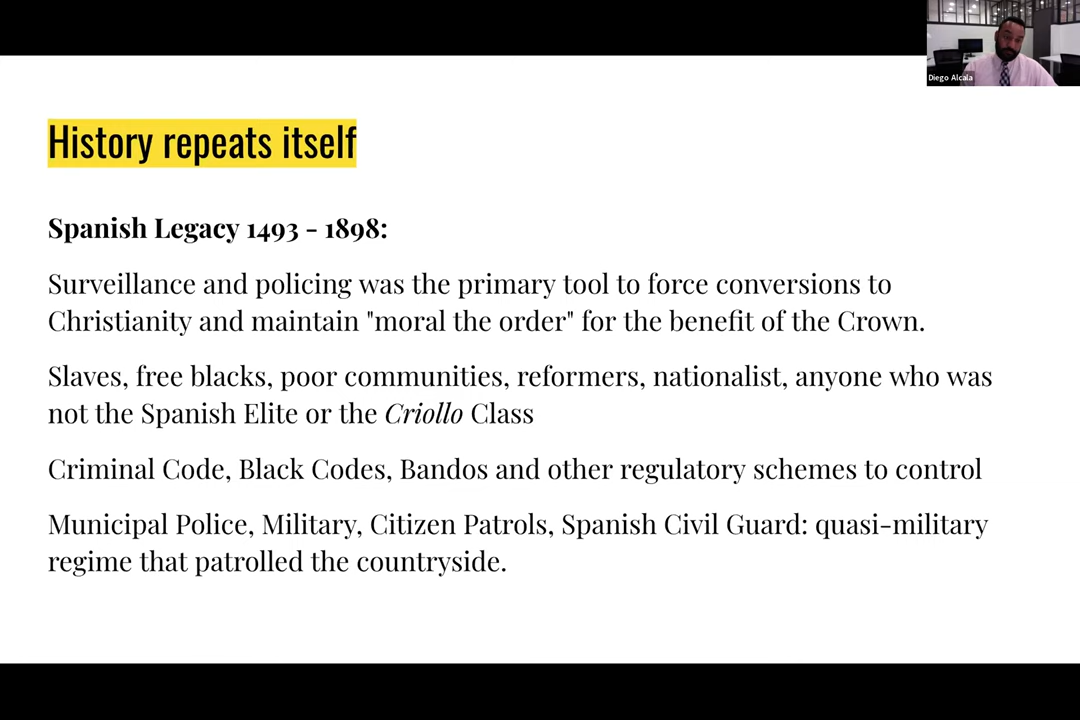 Diego Alcala
History repeats itself
Spanish Legacy 1493 - 1898:
Surveillance and policing was the primary tool to force conversions to
Christianity and maintain "moral the order" for the benefit of the Crown.
Slaves, free blacks, poor communities, reformers, nationalist, anyone who was
not the Spanish Elite or the Criollo Class
Criminal Code, Black Codes, Bandos and other regulatory schemes to control
Municipal Police, Military, Citizen Patrols, Spanish Civil Guard: quasi-military
regime that patrolled the countryside.